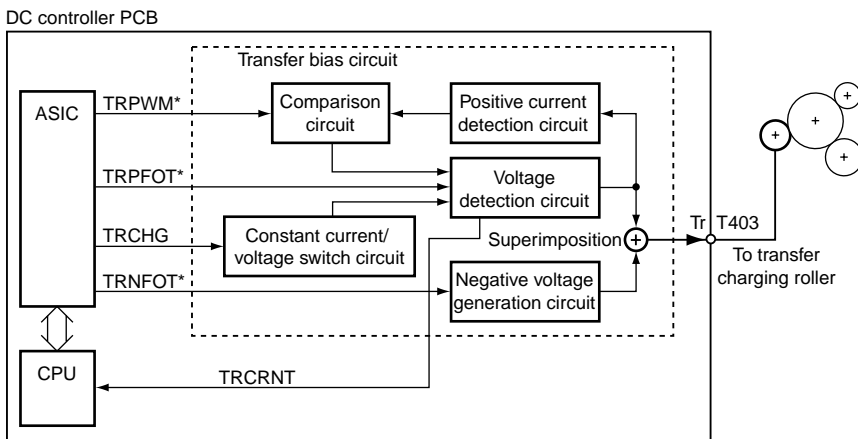 DC controller PCB
Transfer bias circuit
ASIC
TRPWM*
Comparison
circuit
Positive current
detection circuit
TRPFOT*
Voltage
detection circuit
TRCHG
Constant current/
voltage switch circuit
Superimposition
Tr
T403
To transfer
charging roller
TRNFOT*
Negative voltage
generation circuit
CPU
TRCRNT